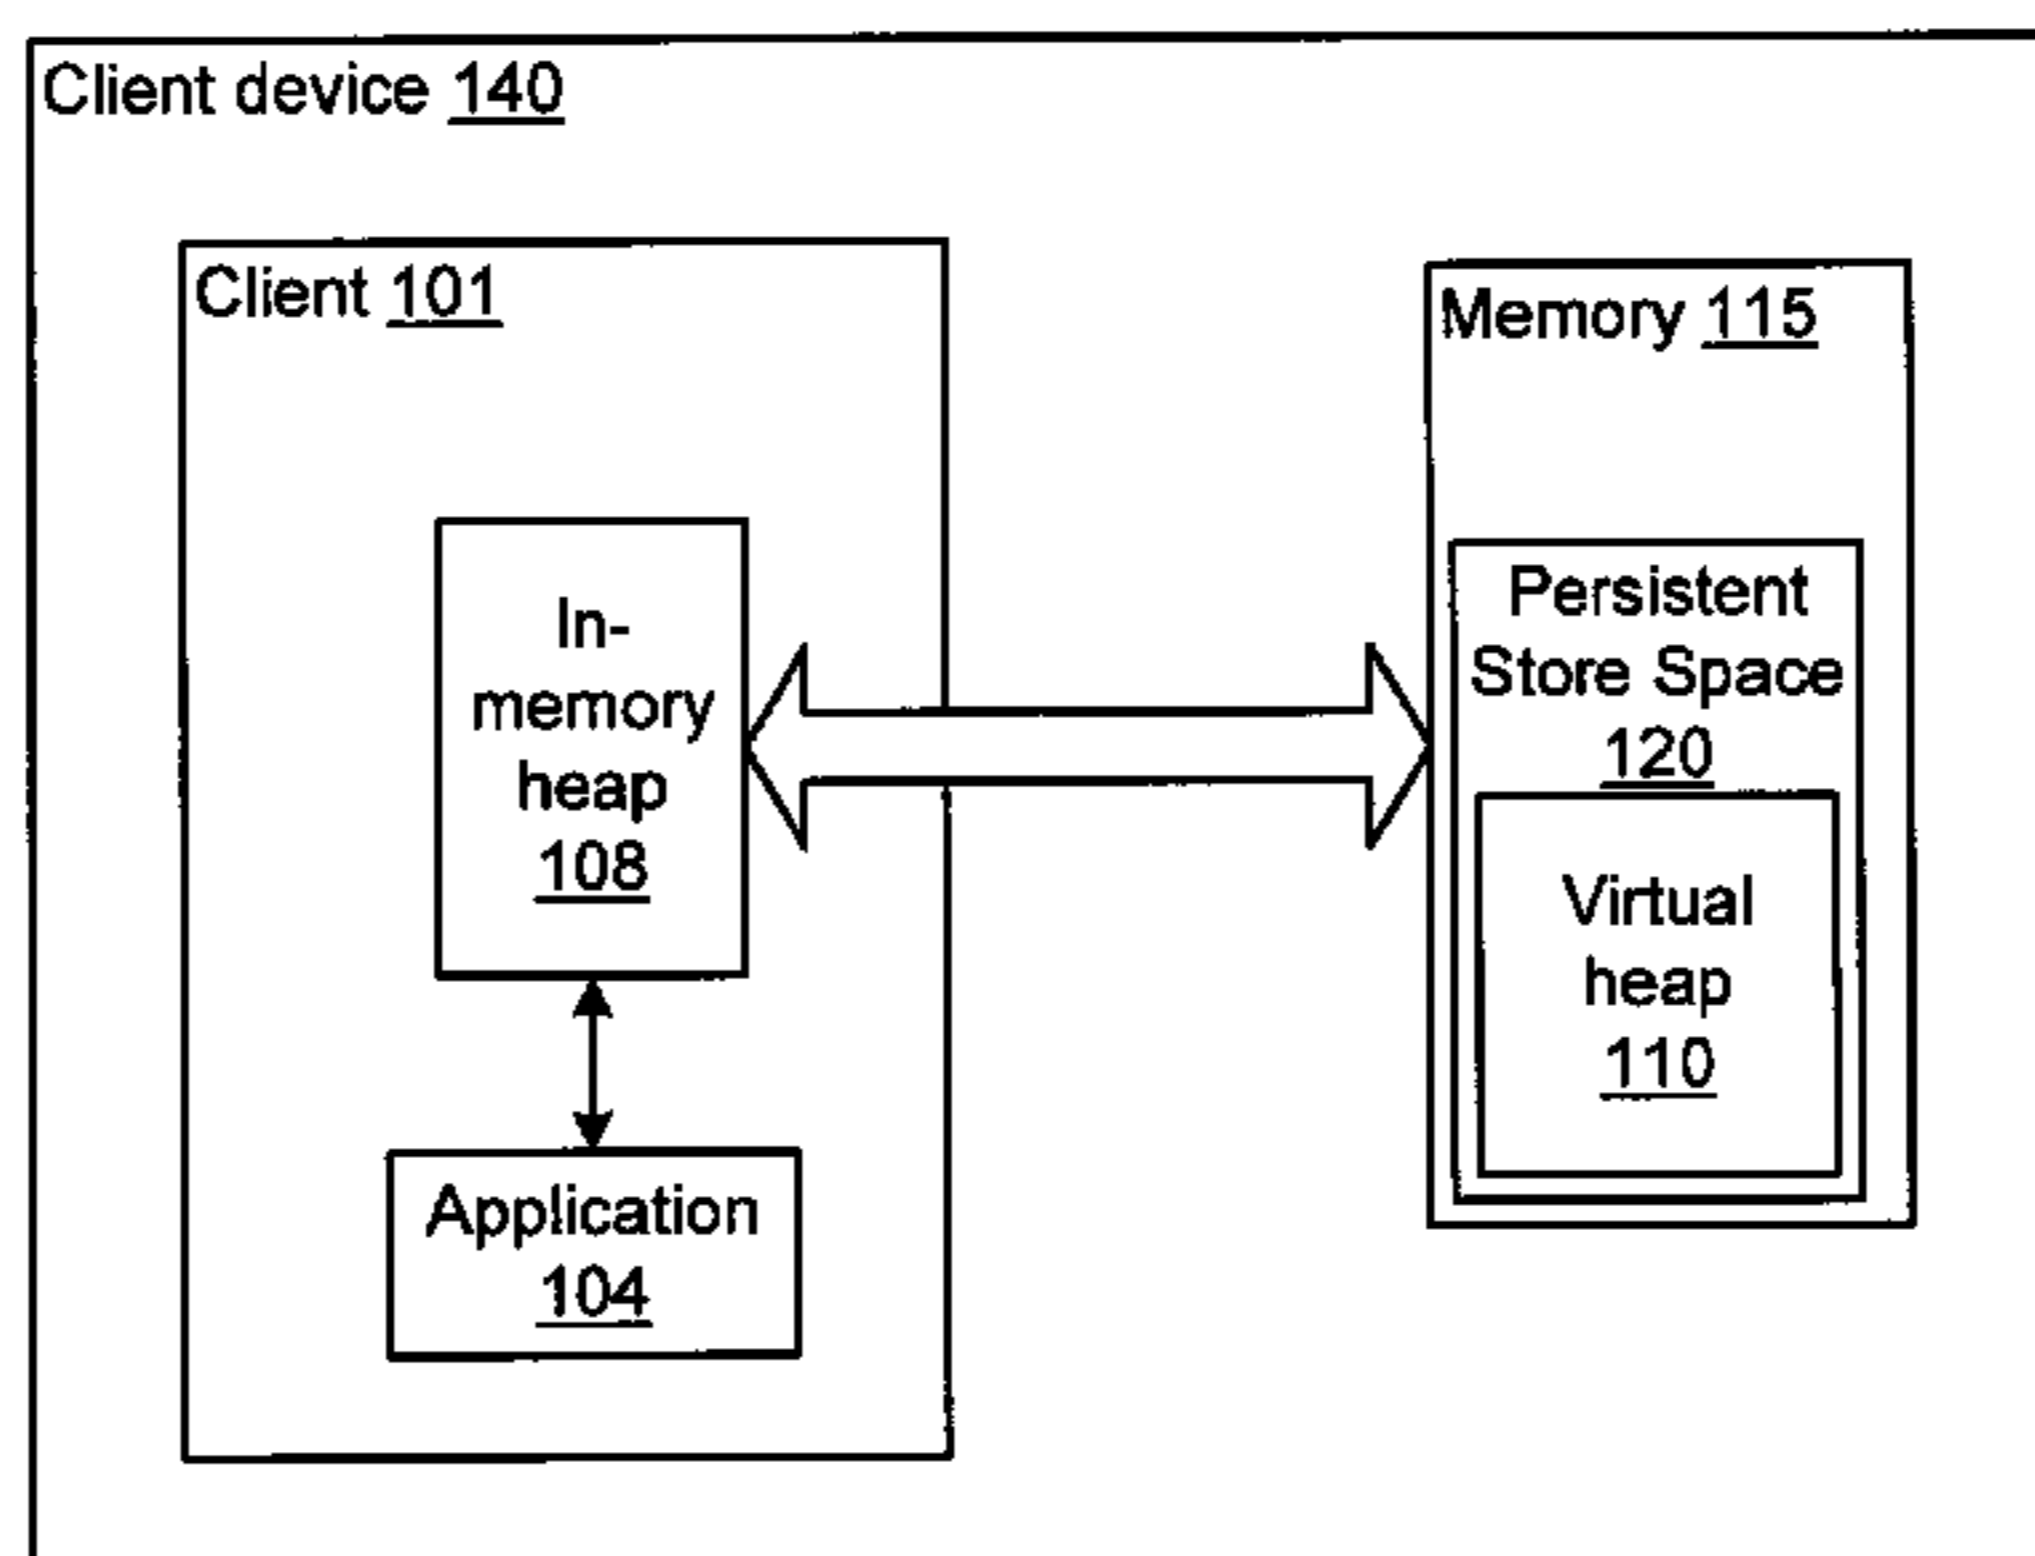 Client device 140
Client 101
Memory 115
In-
memory
heap
108
Persistent
Store Space
120
Virtual
heap
110
Application
104